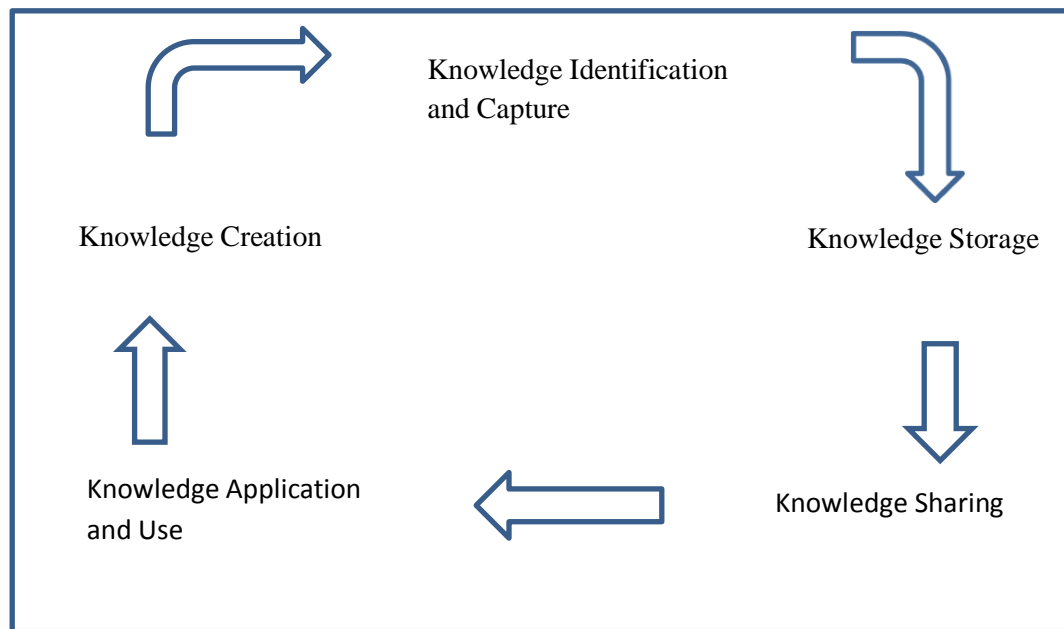 Knowledge Identification
and Capture
Knowledge Creation
Knowledge Storage
Knowledge Application
and Use
Knowledge Sharing